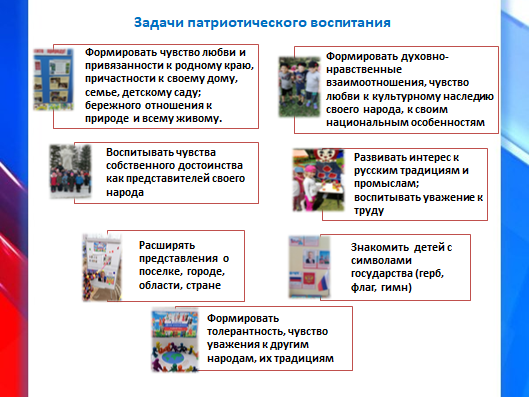 Задачи патриотического воспитания
Формировать чувство любви и
привязанности к родному краю,
причастности к своему дому,
семье, детскому саду;
бережного отношения к
природе и всему живому.
Формировать духовно-
нравственные
взаимоотношения, чувство
любви к культурному наследию
своего народа, к своим
национальным особенностям
Воспитывать чувства
собственного достоинства
как представителей своего
народа
Развивать интерес к
русским традициям и
промыслам;
воспитывать уважение к
труду
Расширять
представления о
поселке, городе,
области, стране
Знакомить детей с
символами
государства (герб,
флаг, гимн)
Формировать
толерантность, чувство
уважения к другим
народам, их традициям